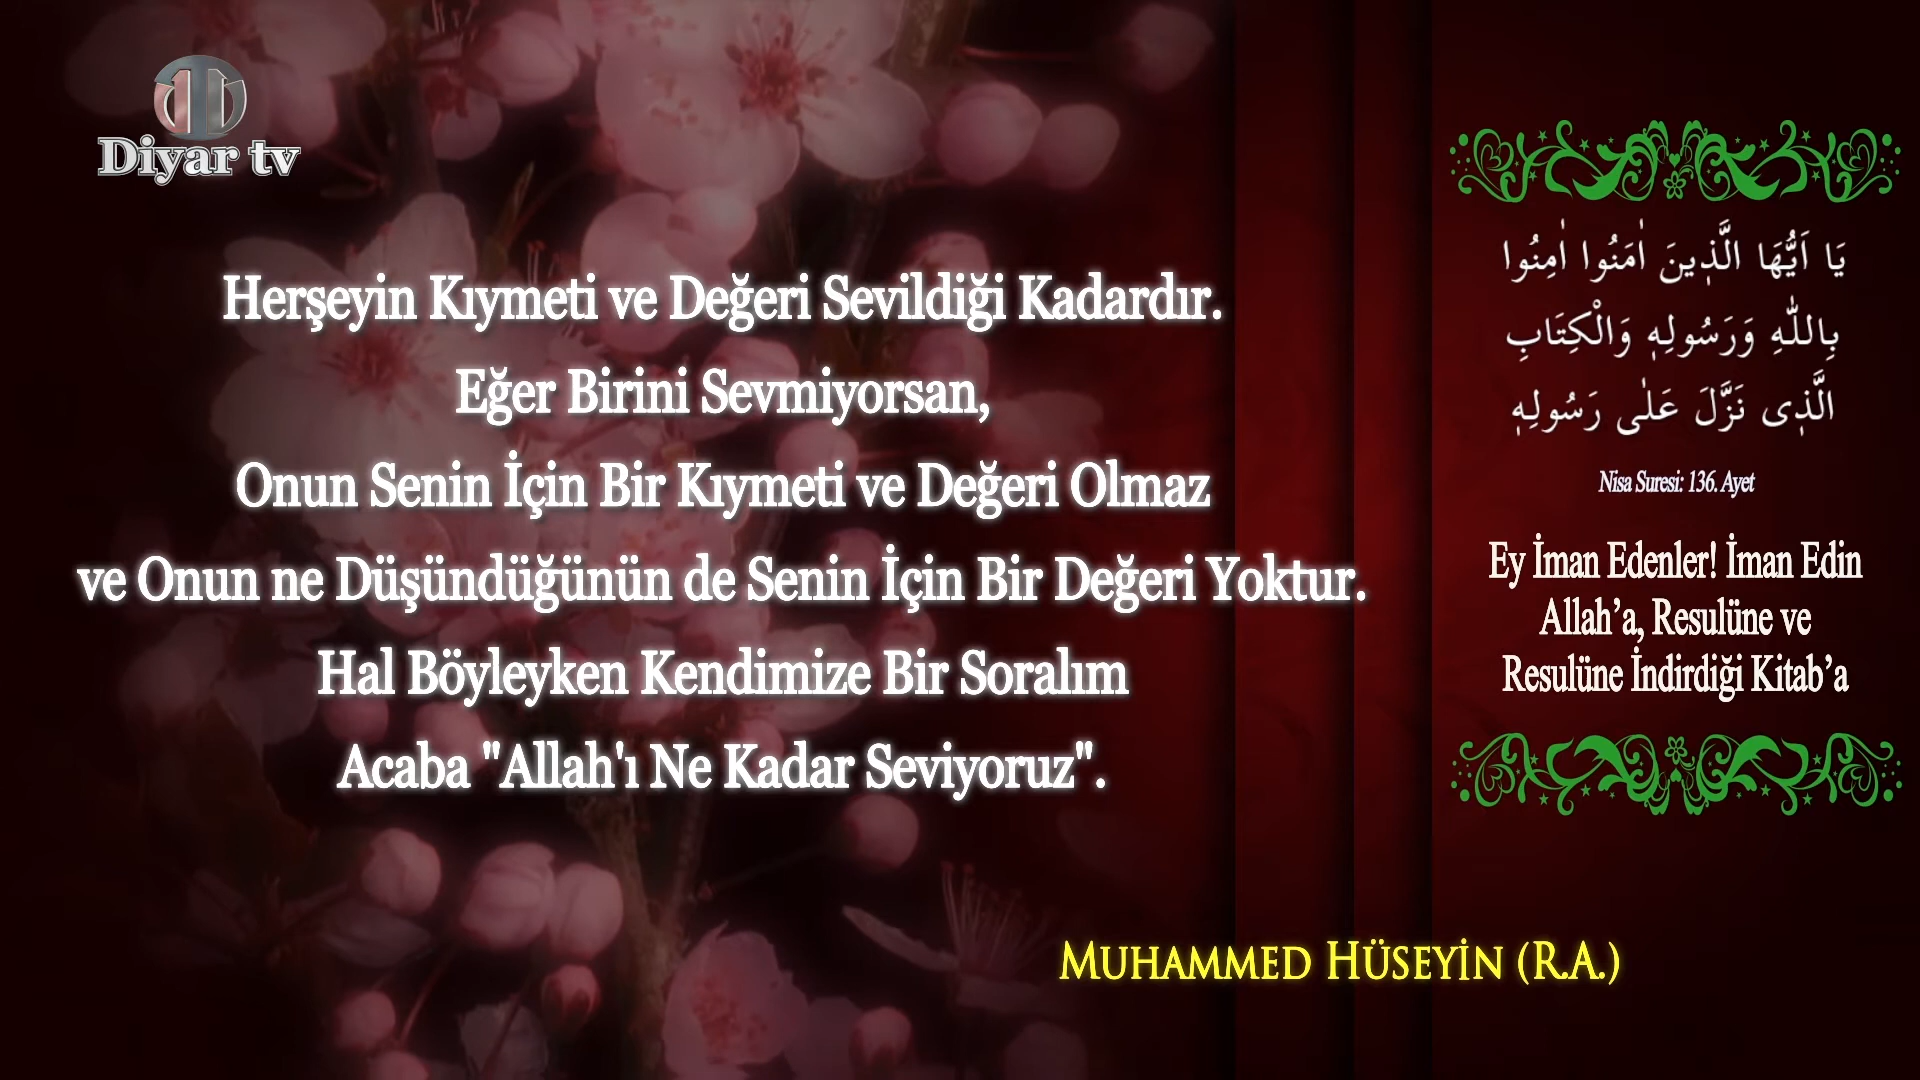 Diyar tv
Herşeyin Kıymeti ve Değeri Sevildiği Kadardır.
Eğer Birini Sevmiyorsan,
Onun Senin İçin Bir Kıymeti ve Değeri Olmaz
ve Onun ne Düşündüğünün de Senin İçin Bir Değeri Yoktur.
Hal Böyleyken Kendimize Bir Soralım
Acaba "Allah'ı Ne Kadar Seviyoruz".
MUHAMMED HÜSEYİN (R.A.)
يَا اَيُّهَا الَّذ۪ينَ اٰمَنُوا اٰمِنُوا
بِاللّٰهِ وَرَسُولِه۪ وَالْكِتَابِ
الَّذ۪ى نَزَّلَ عَلٰى رَسُولِه۪
Nisa Suresi: 136. Ayet
Ey İman Edenler! İman Edin
Allah’a, Resulüne ve
Resulüne İndirdiği Kitab’a